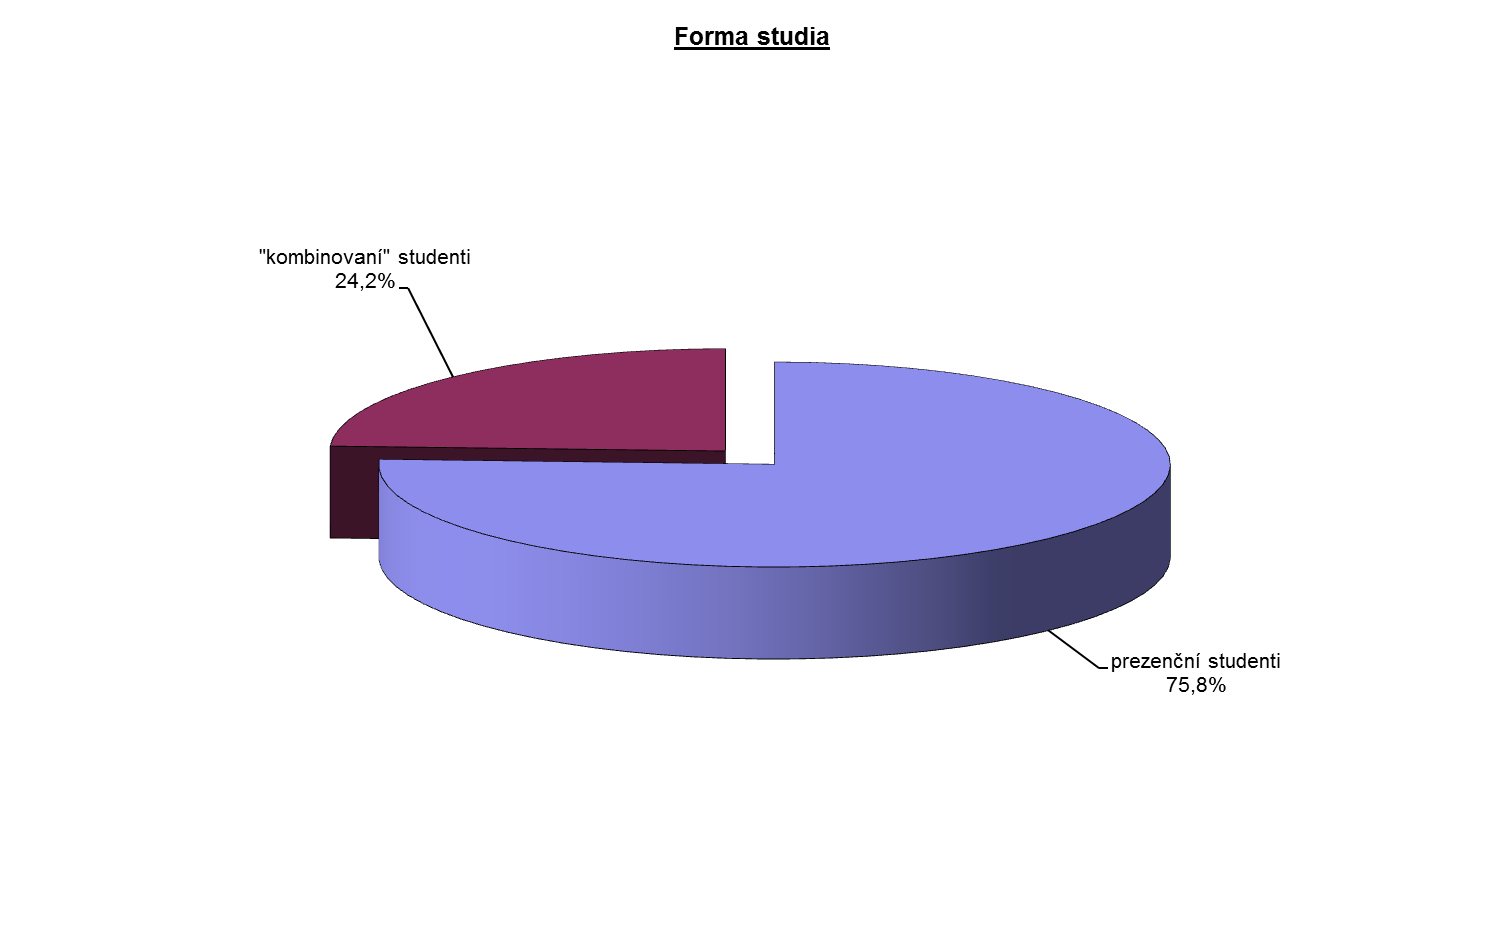 Forma studia
"kombinovaní" studenti
24,2%
prezenční studenti
75,8%